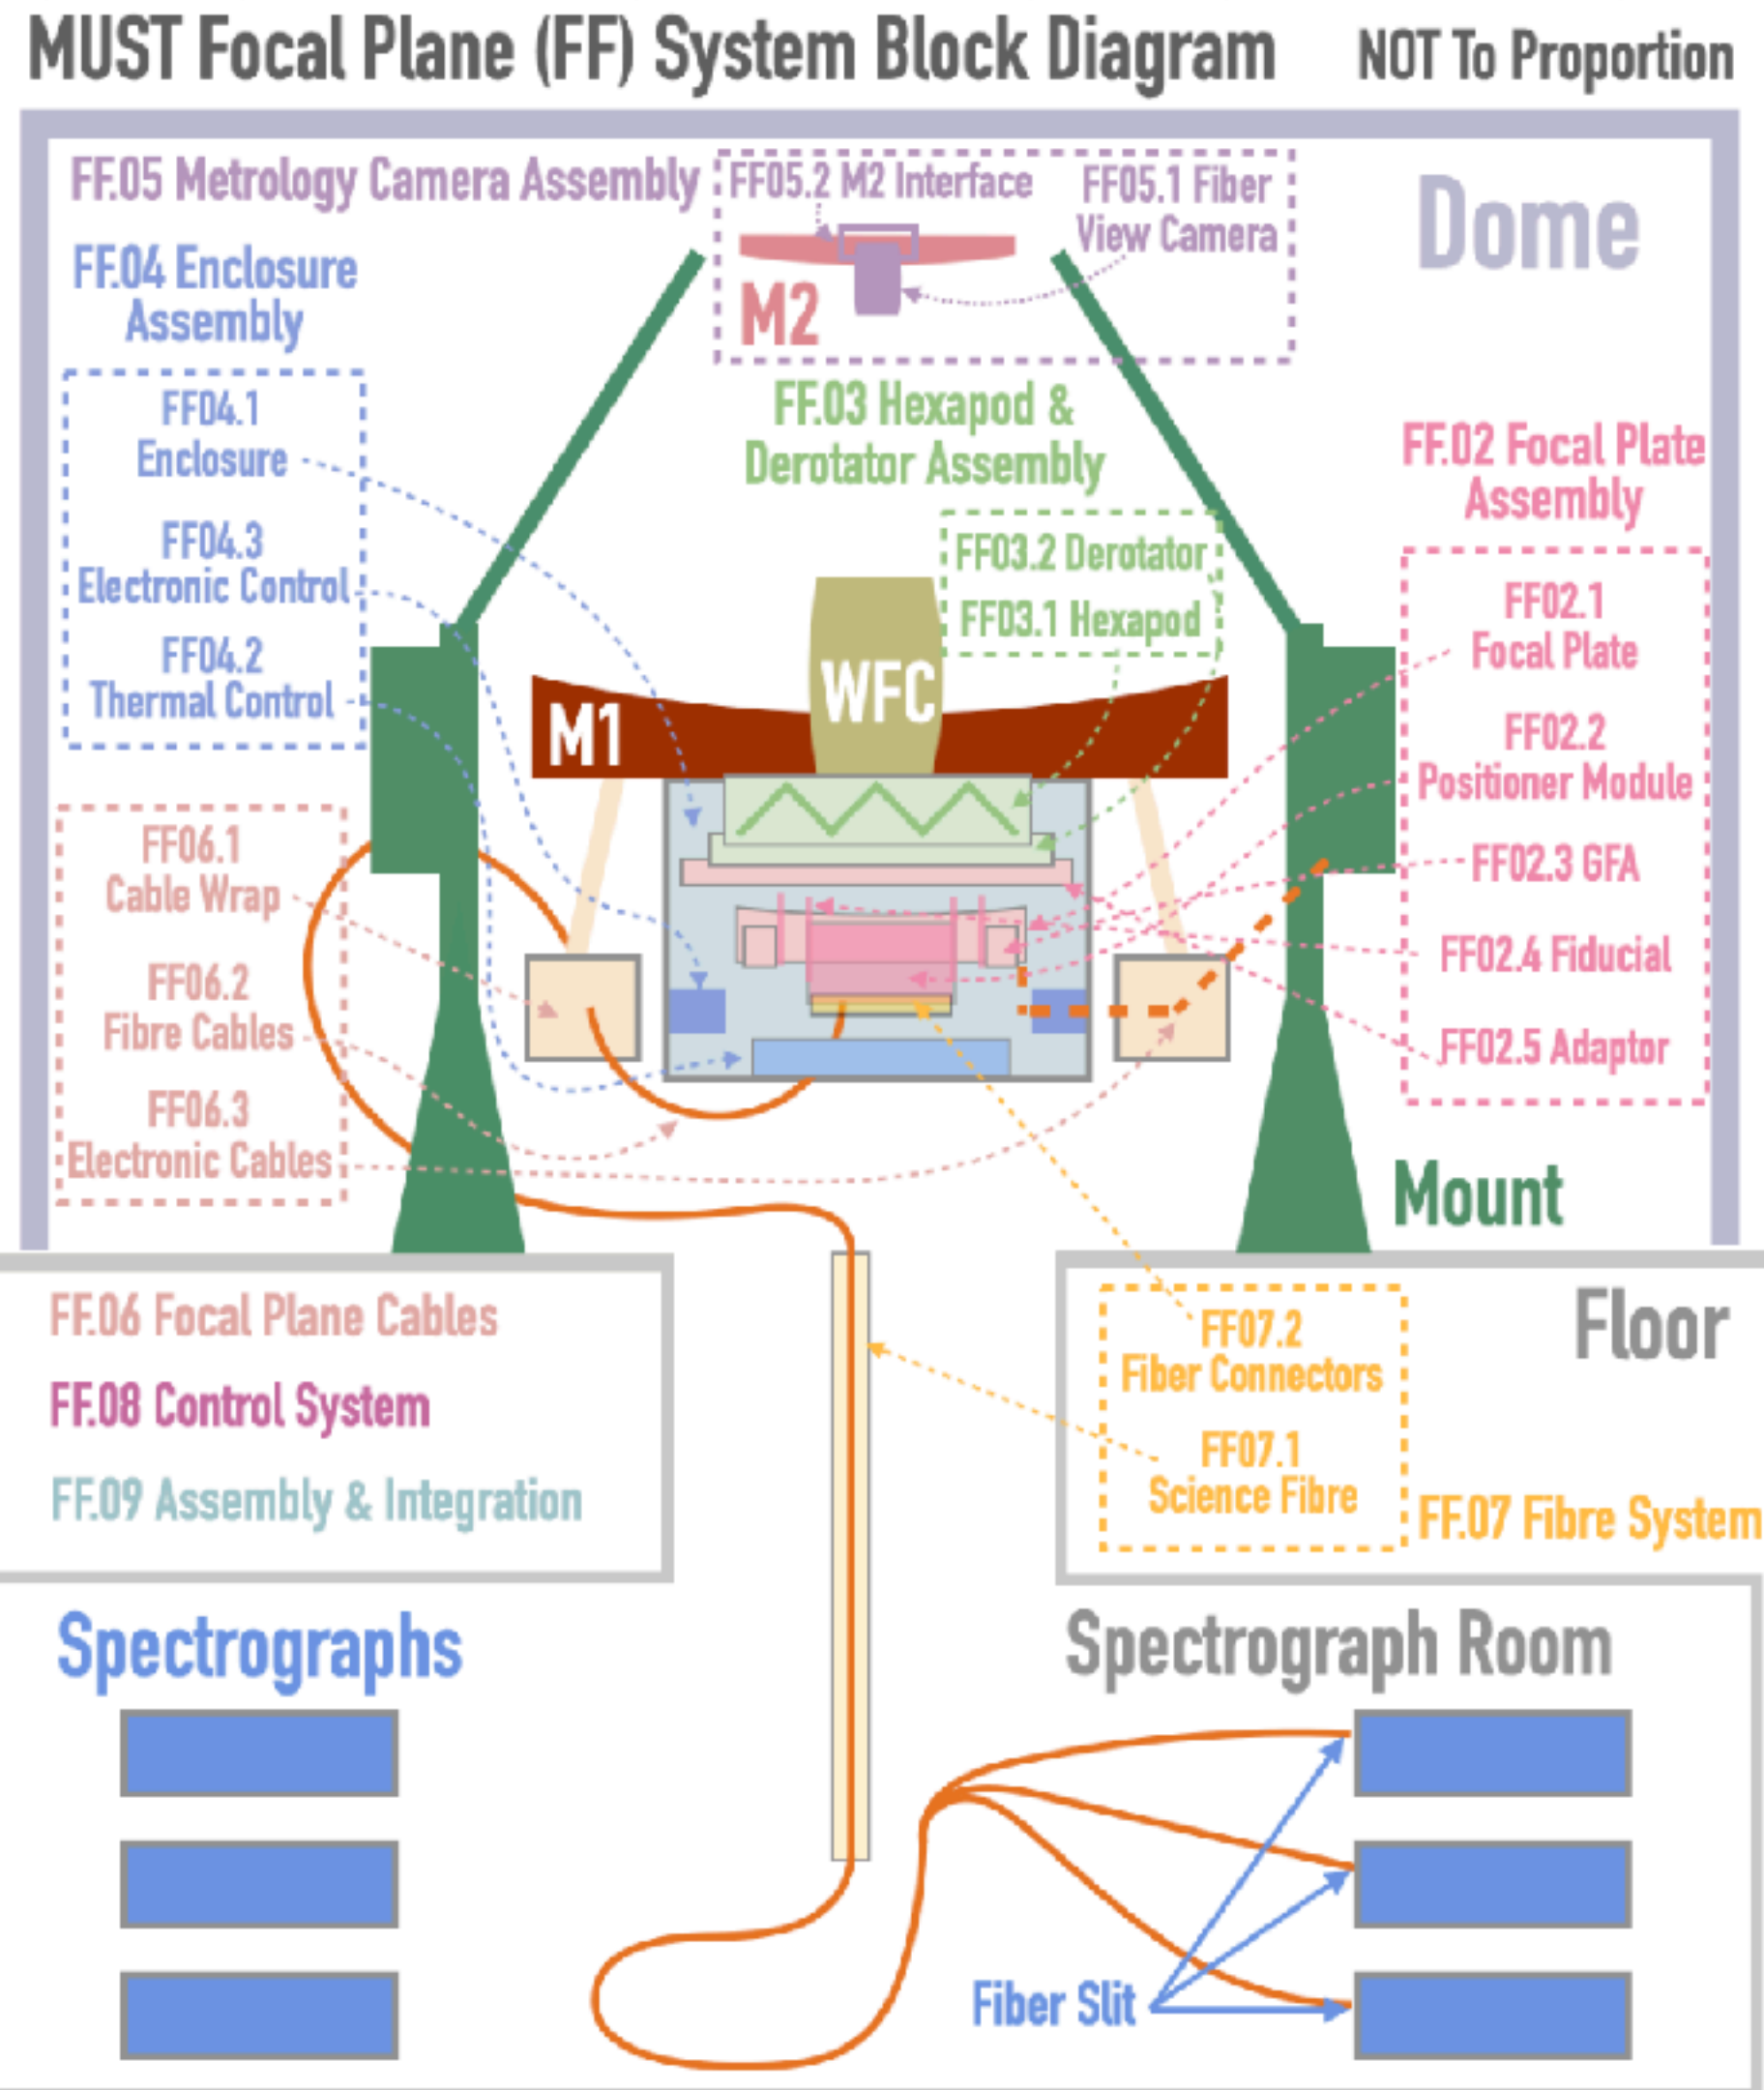 MUST Focal Plane (FF) System Block Diagram
NOT To Proportion
FF.05 Metrology Camera Assembly
FF05.2 M2 Interface
FF05.1 Fiber
View Camera
M2
Dome
FF.04 Enclosure
Assembly
FF04.1
Enclosure
FF04.3
Electronic Control
FF04.2
Thermal Control
FF.03 Hexapod &
Derotator Assembly
FF03.2 Derotator
FF03.1 Hexapod
FF.02 Focal Plate
Assembly
FF02.1
Focal Plate
FF02.2
Positioner Module
FF02.3 GFA
FF02.4 Fiducial
FF02.5 Adaptor
WFC
M1
FF06.1
Cable Wrap
FF06.2
Fibre Cables
FF06.3
Electronic Cables
Mount
FF.06 Focal Plane Cables
FF.08 Control System
FF.09 Assembly & Integration
Floor
FF07.2
Fiber Connectors
FF07.1
Science Fibre
FF.07 Fibre System
Spectrographs
Spectrograph Room
Fiber Slit